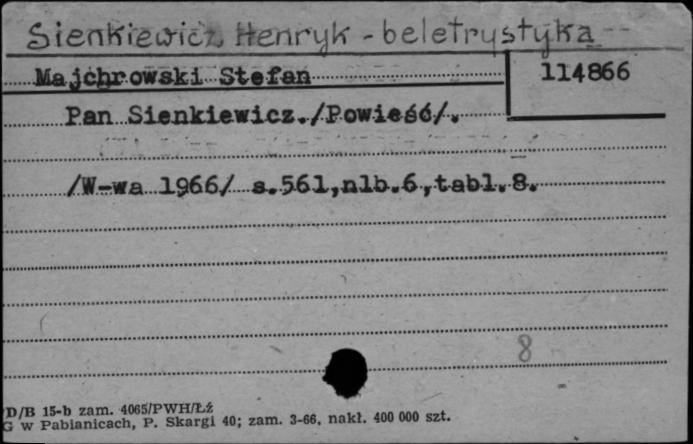 Sienkiewicz, Henryk - beletrystyka
Majchrowski Stefan
114866
Pan Sienkiewicz./Powieść/.
/W-wa 1966/ s.561,nlb.6,tabl.8.
8
D/B 15-b zam. 4065/PWH/Łź
G w Pabianicach, P. Skargi 40; zam. 3-66, nakł. 400 000 szt.